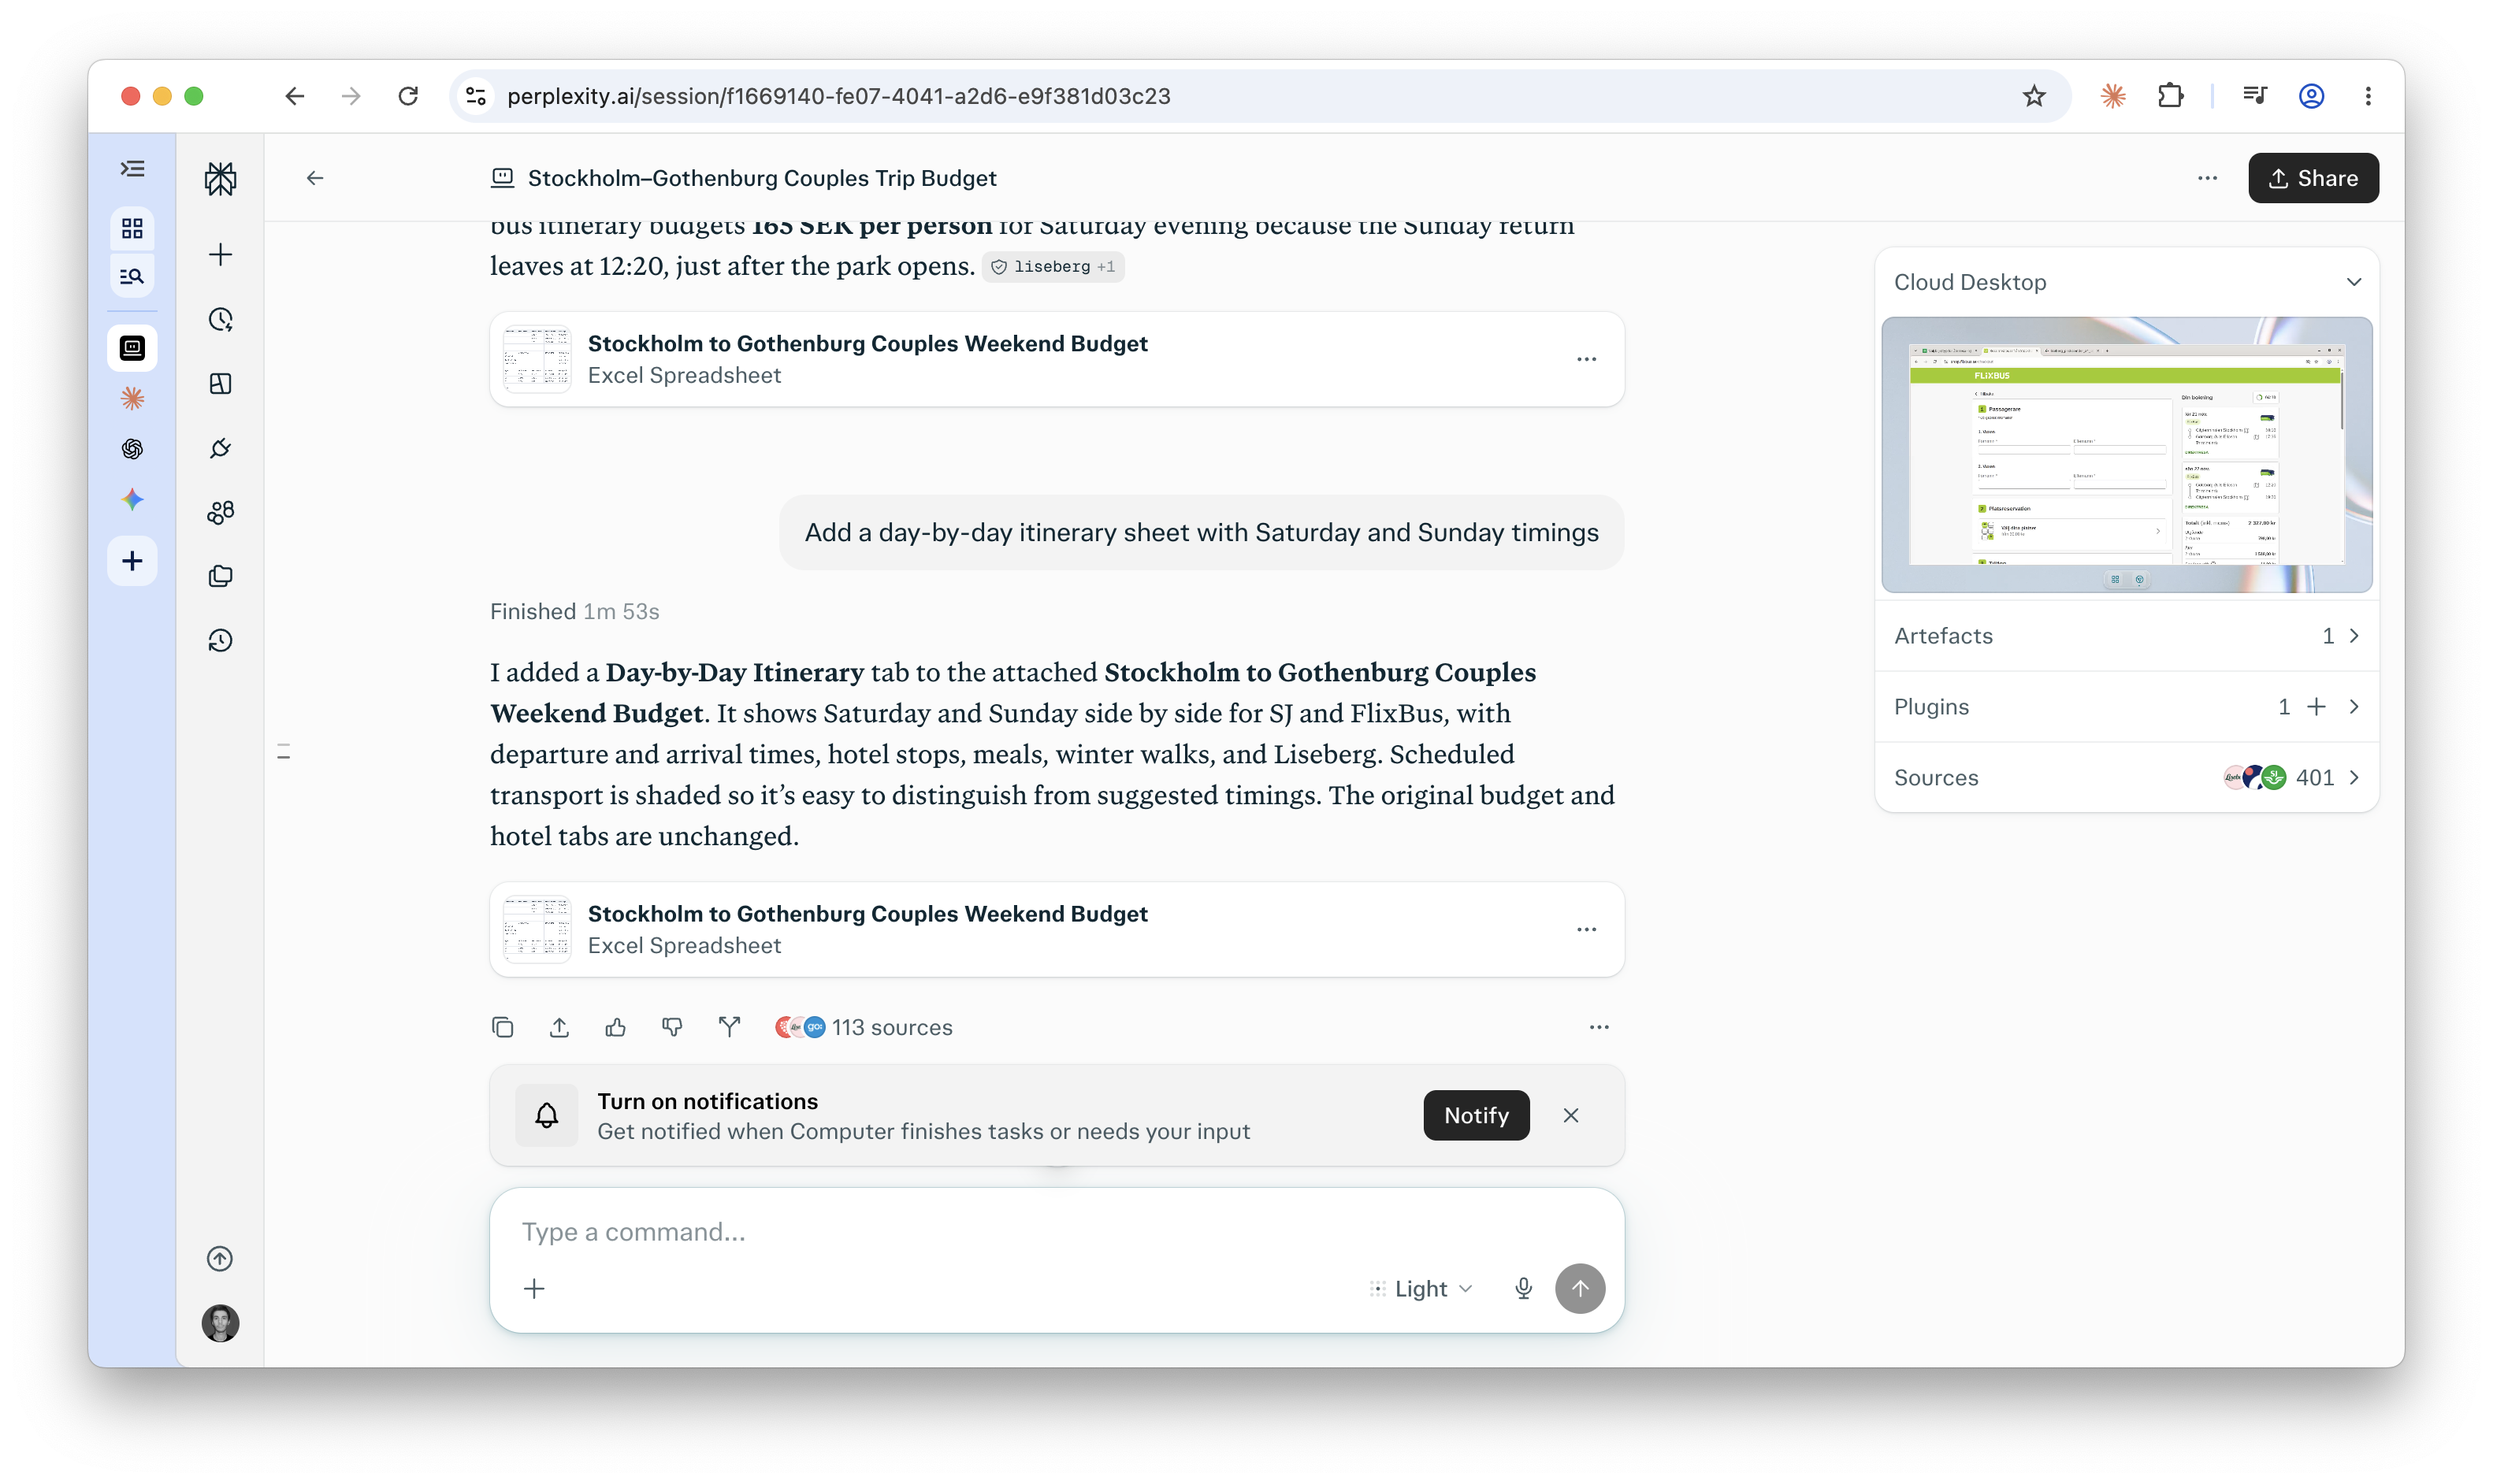 perplexity.ai/session/f1669140-fe07-4041-a2d6-e9f381d03c23
Stockholm–Gothenburg Couples Trip Budget
Share
bus itinerary budgets 165 SEK per person for Saturday evening because the Sunday return
leaves at 12:20, just after the park opens. liseberg +1
Stockholm to Gothenburg Couples Weekend Budget
Excel Spreadsheet
Add a day-by-day itinerary sheet with Saturday and Sunday timings
Finished 1m 53s
I added a Day-by-Day Itinerary tab to the attached Stockholm to Gothenburg Couples
Weekend Budget. It shows Saturday and Sunday side by side for SJ and FlixBus, with
departure and arrival times, hotel stops, meals, winter walks, and Liseberg. Scheduled
transport is shaded so it’s easy to distinguish from suggested timings. The original budget and
hotel tabs are unchanged.
Stockholm to Gothenburg Couples Weekend Budget
Excel Spreadsheet
113 sources
Turn on notifications
Get notified when Computer finishes tasks or needs your input
Notify
Type a command...
Light
Cloud Desktop
FLiXBUS
Passagerare
Din bokning
Platsreservation
Artefacts 1
Plugins 1
Sources 401